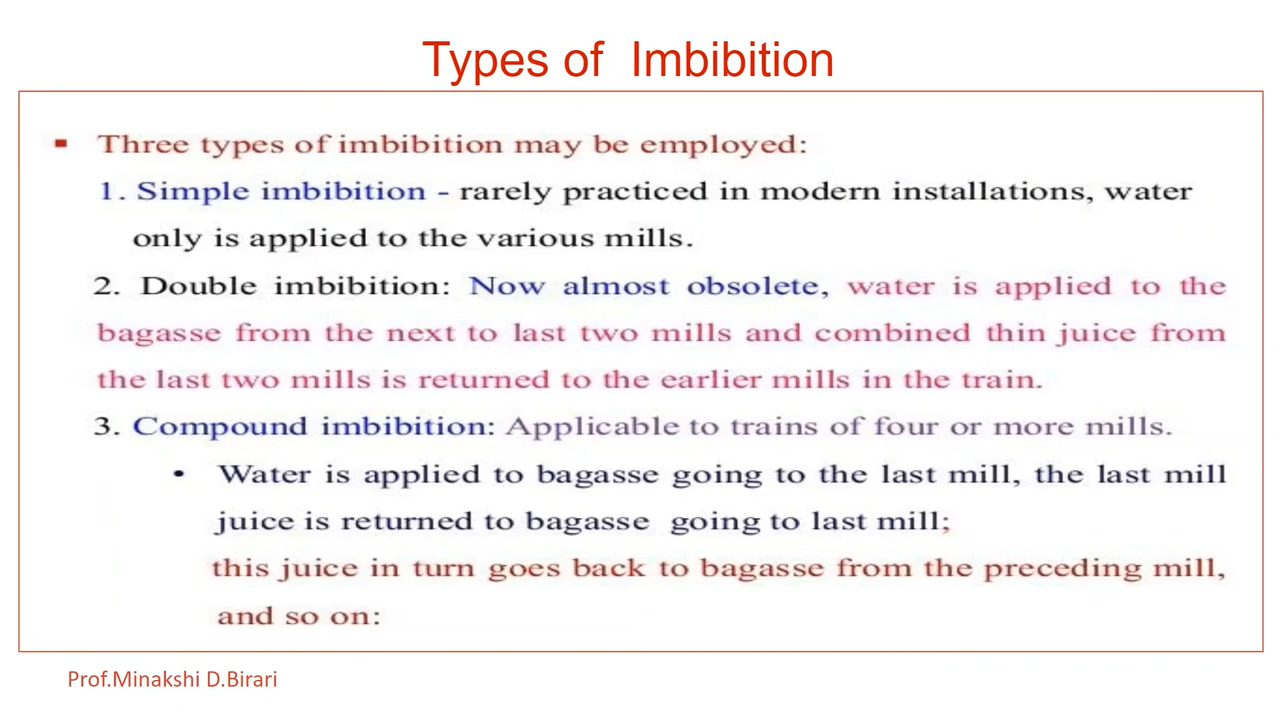 Types of Imbibition
▪ Three types of imbibition may be employed:
1. Simple imbibition - rarely practiced in modern installations, water
only is applied to the various mills.
2. Double imbibition: Now almost obsolete, water is applied to the
bagasse from the next to last two mills and combined thin juice from
the last two mills is returned to the earlier mills in the train.
3. Compound imbibition: Applicable to trains of four or more mills.
• Water is applied to bagasse going to the last mill, the last mill
juice is returned to bagasse going to last mill;
this juice in turn goes back to bagasse from the preceding mill,
and so on:
Prof.Minakshi D.Birari